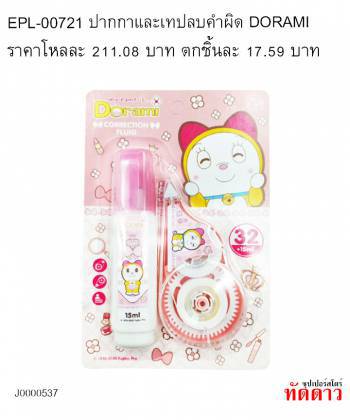 EPL-00721 ปากกาและเทปลบคำผิด DORAMI
ราคาโหลละ 211.08 บาท ตกชิ้นละ 17.59 บาท
Dorami
CORRECTION
FLUID
32
15ml
J0000537
ซุปเปอร์สโตร์
ทัดดาว